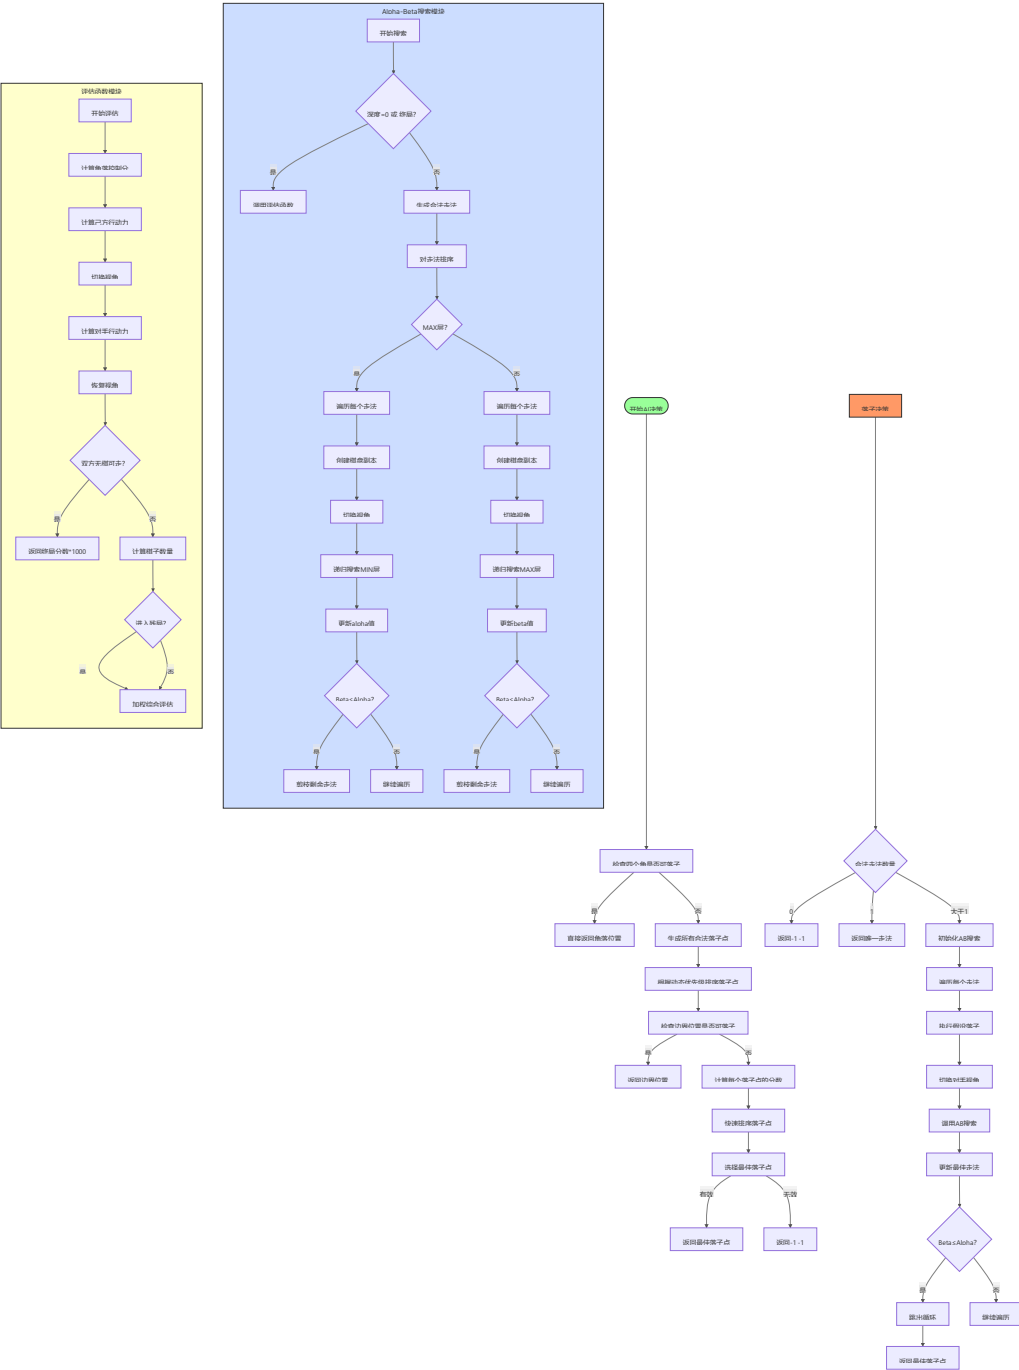 评估函数模块
开始评估
计算角落控制分
计算己方行动力
切换视角
计算对手行动力
恢复视角
双方无棋可走?
是
否
返回终局分数*1000
计算棋子数量
进入终局?
是
否
加权综合评估
Alpha-Beta搜索模块
开始搜索
深度=0 或 终局?
是
否
调用评估函数
生成合法走法
对走法排序
MAX层?
是
否
遍历每个走法
遍历每个走法
创建棋盘副本
创建棋盘副本
切换视角
切换视角
递归搜索MIN层
递归搜索MAX层
更新alpha值
更新beta值
Beta≤Alpha?
Beta≤Alpha?
是
否
是
否
剪枝剩余走法
继续遍历
剪枝剩余走法
继续遍历
开始AI决策
检查四个角是否可落子
是
否
直接返回角落位置
生成所有合法落子点
根据动态优先级排序落子点
检查边界位置是否可落子
是
否
返回边界位置
计算每个落子点的分数
快速排序落子点
选择最佳落子点
有效
无效
返回最佳落子点
返回-1 -1
落子决策
合法走法数量
0
1
大于1
返回-1 -1
返回唯一走法
初始化AB搜索
遍历每个走法
执行假设落子
切换对手视角
调用AB搜索
更新最佳走法
Beta≤Alpha?
是
否
跳出循环
继续遍历
返回最佳落子点